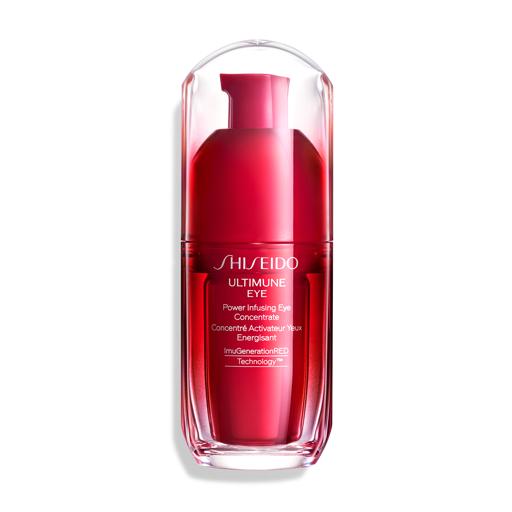 SHISEIDO
ULTIMUNE
EYE
Power Infusing Eye
Concentrate
Concentré Activateur Yeux
Energisant
ImuGenerationRED
Technology™